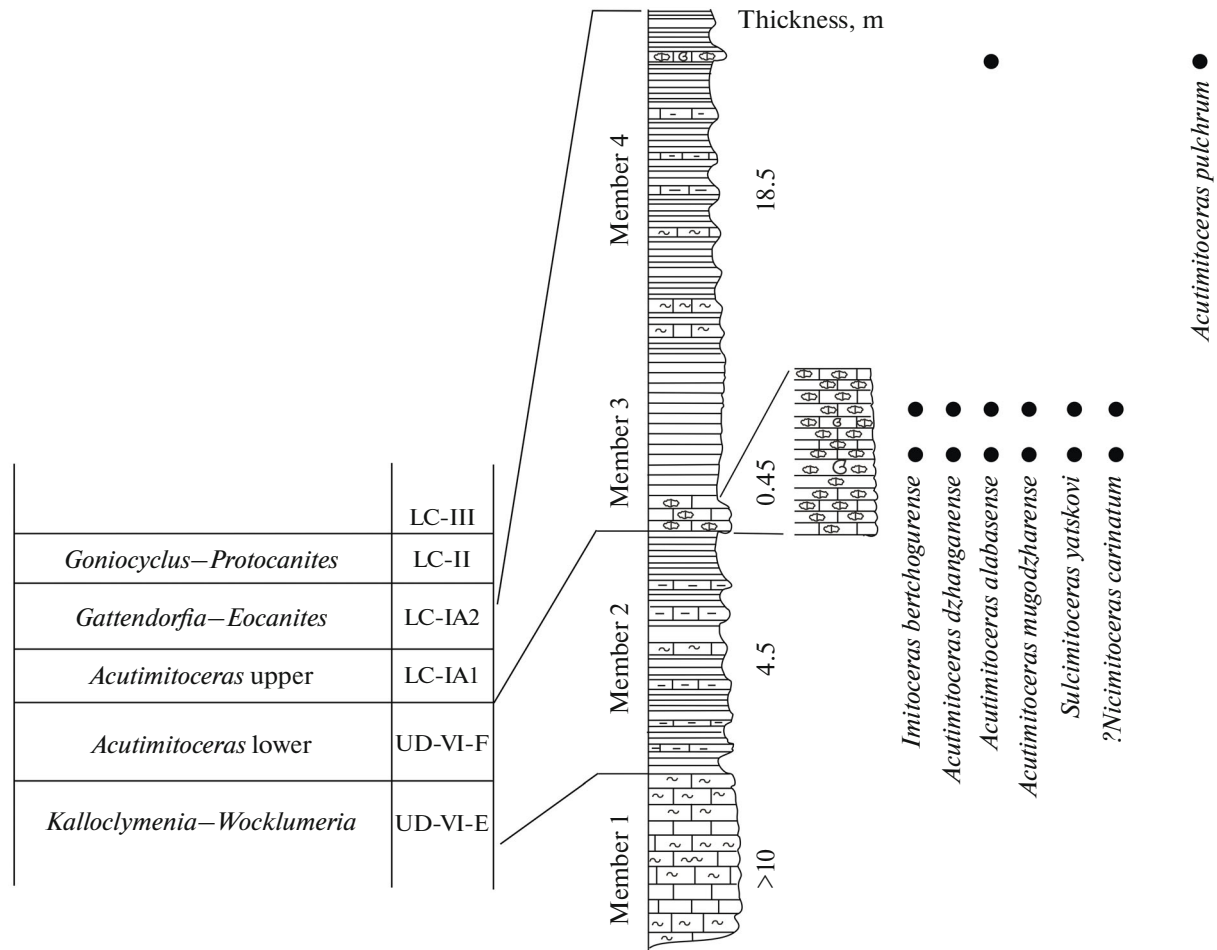 Thickness, m
Member 4
18.5
Member 3
0.45
Member 2
4.5
Member 1
>10
LC-III
Goniocyclus–Protocanites
LC-II
Gattendorfia–Eocanites
LC-IA2
Acutimitoceras upper
LC-IA1
Acutimitoceras lower
UD-VI-F
Kalloclymenia–Wocklumeria
UD-VI-E
Imitoceras bertchogurense
Acutimitoceras dzhanganense
Acutimitoceras alabasense
Acutimitoceras mugodzharense
Sulcimitoceras yatskovi
?Nicimitoceras carinatum
Acutimitoceras pulchrum